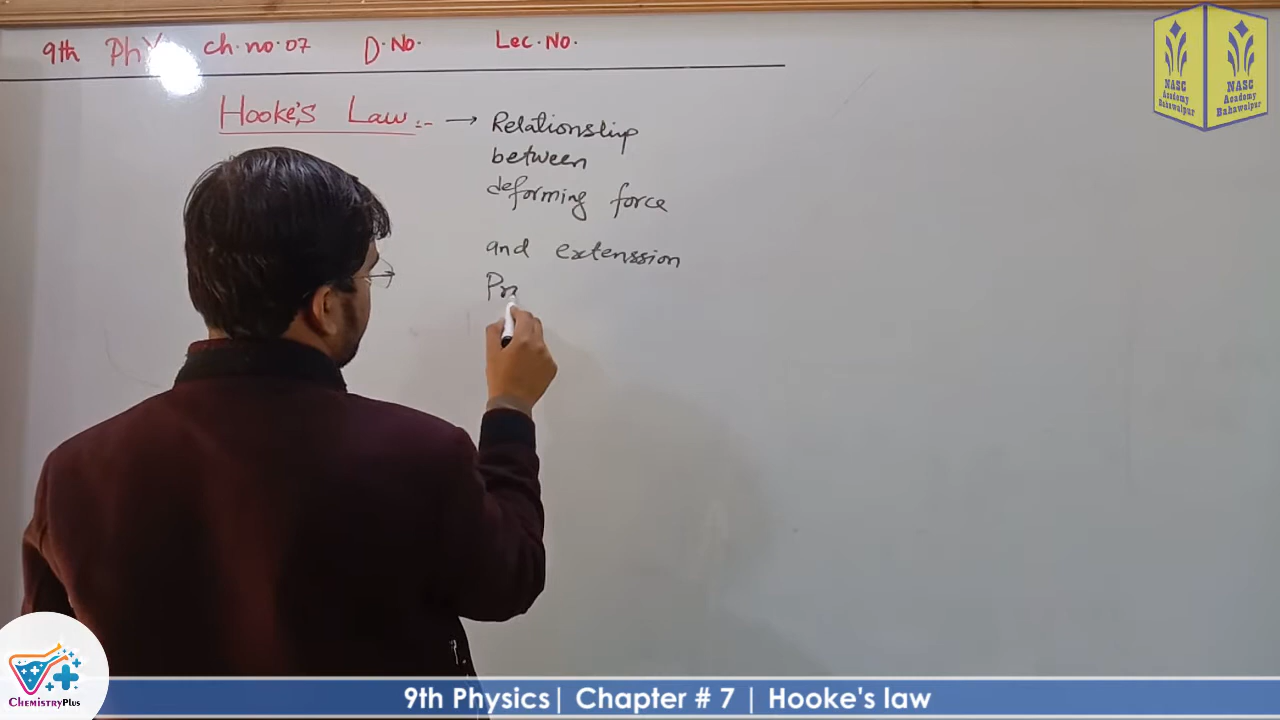 9th Phy ch.no.07 D.No. Lec.No.
Hooke's Law :- → Relationship
between
deforming force
and extenssion
Pro
NASC
Academy
Bahawalpur
NASC
Academy
Bahawalpur
ChemistryPlus
9th Physics| Chapter # 7 | Hooke's law